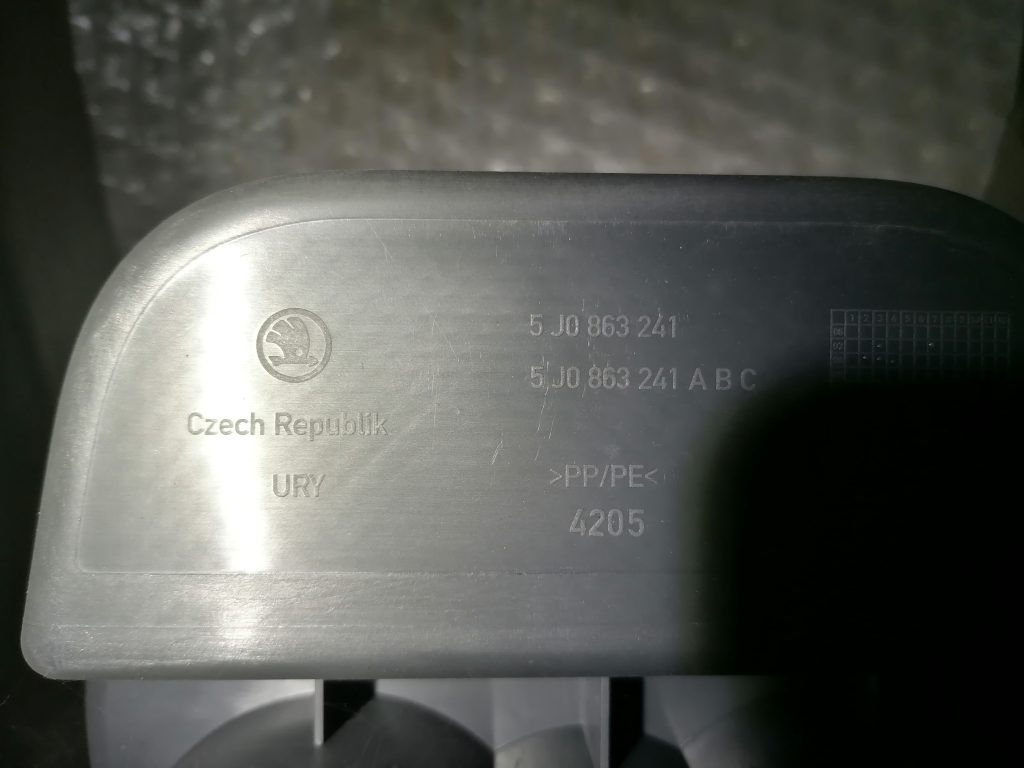 5J0 863 241
5J0 863 241 A B C
Czech Republik
URY
>PP/PE<
4205